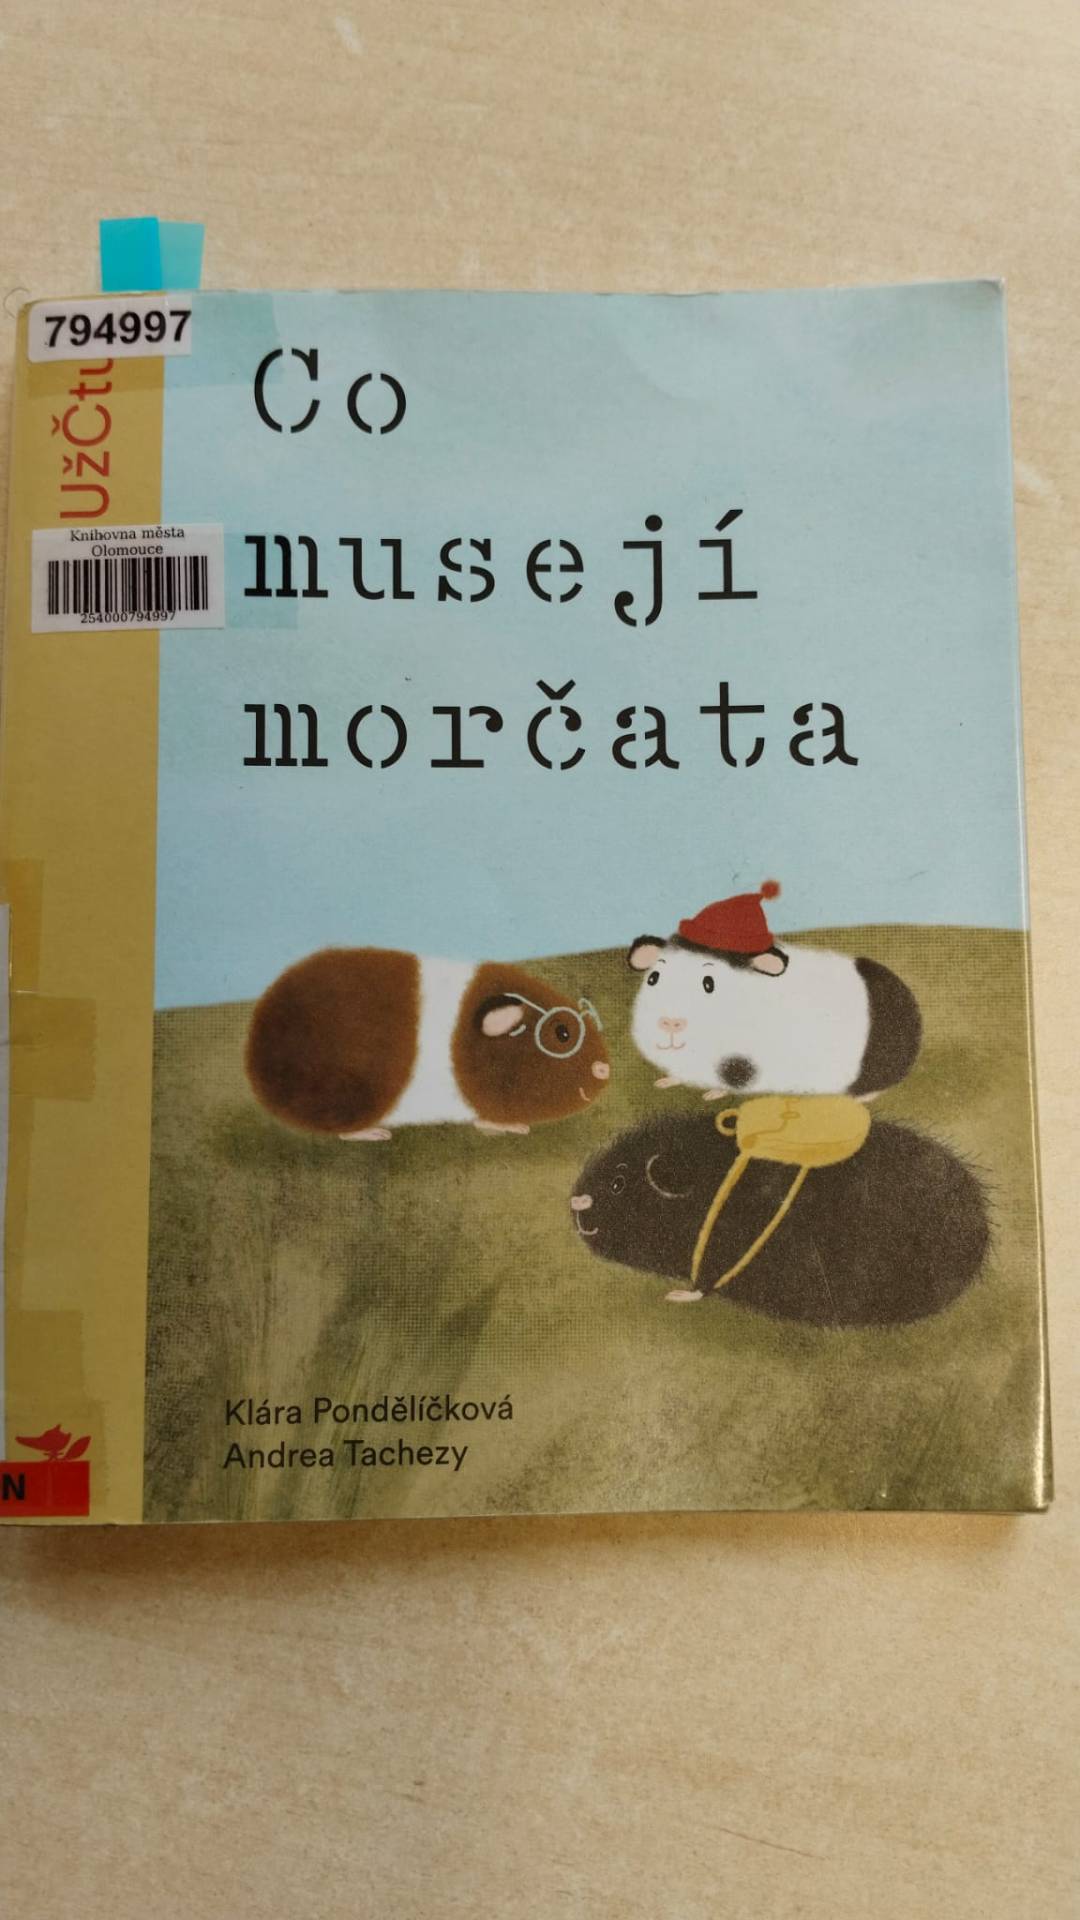 794997
UžČtu
Knihovna města
Olomouce
254000794997
Co
musejí
morčata
Klára Pondělíčková
Andrea Tachezy
N